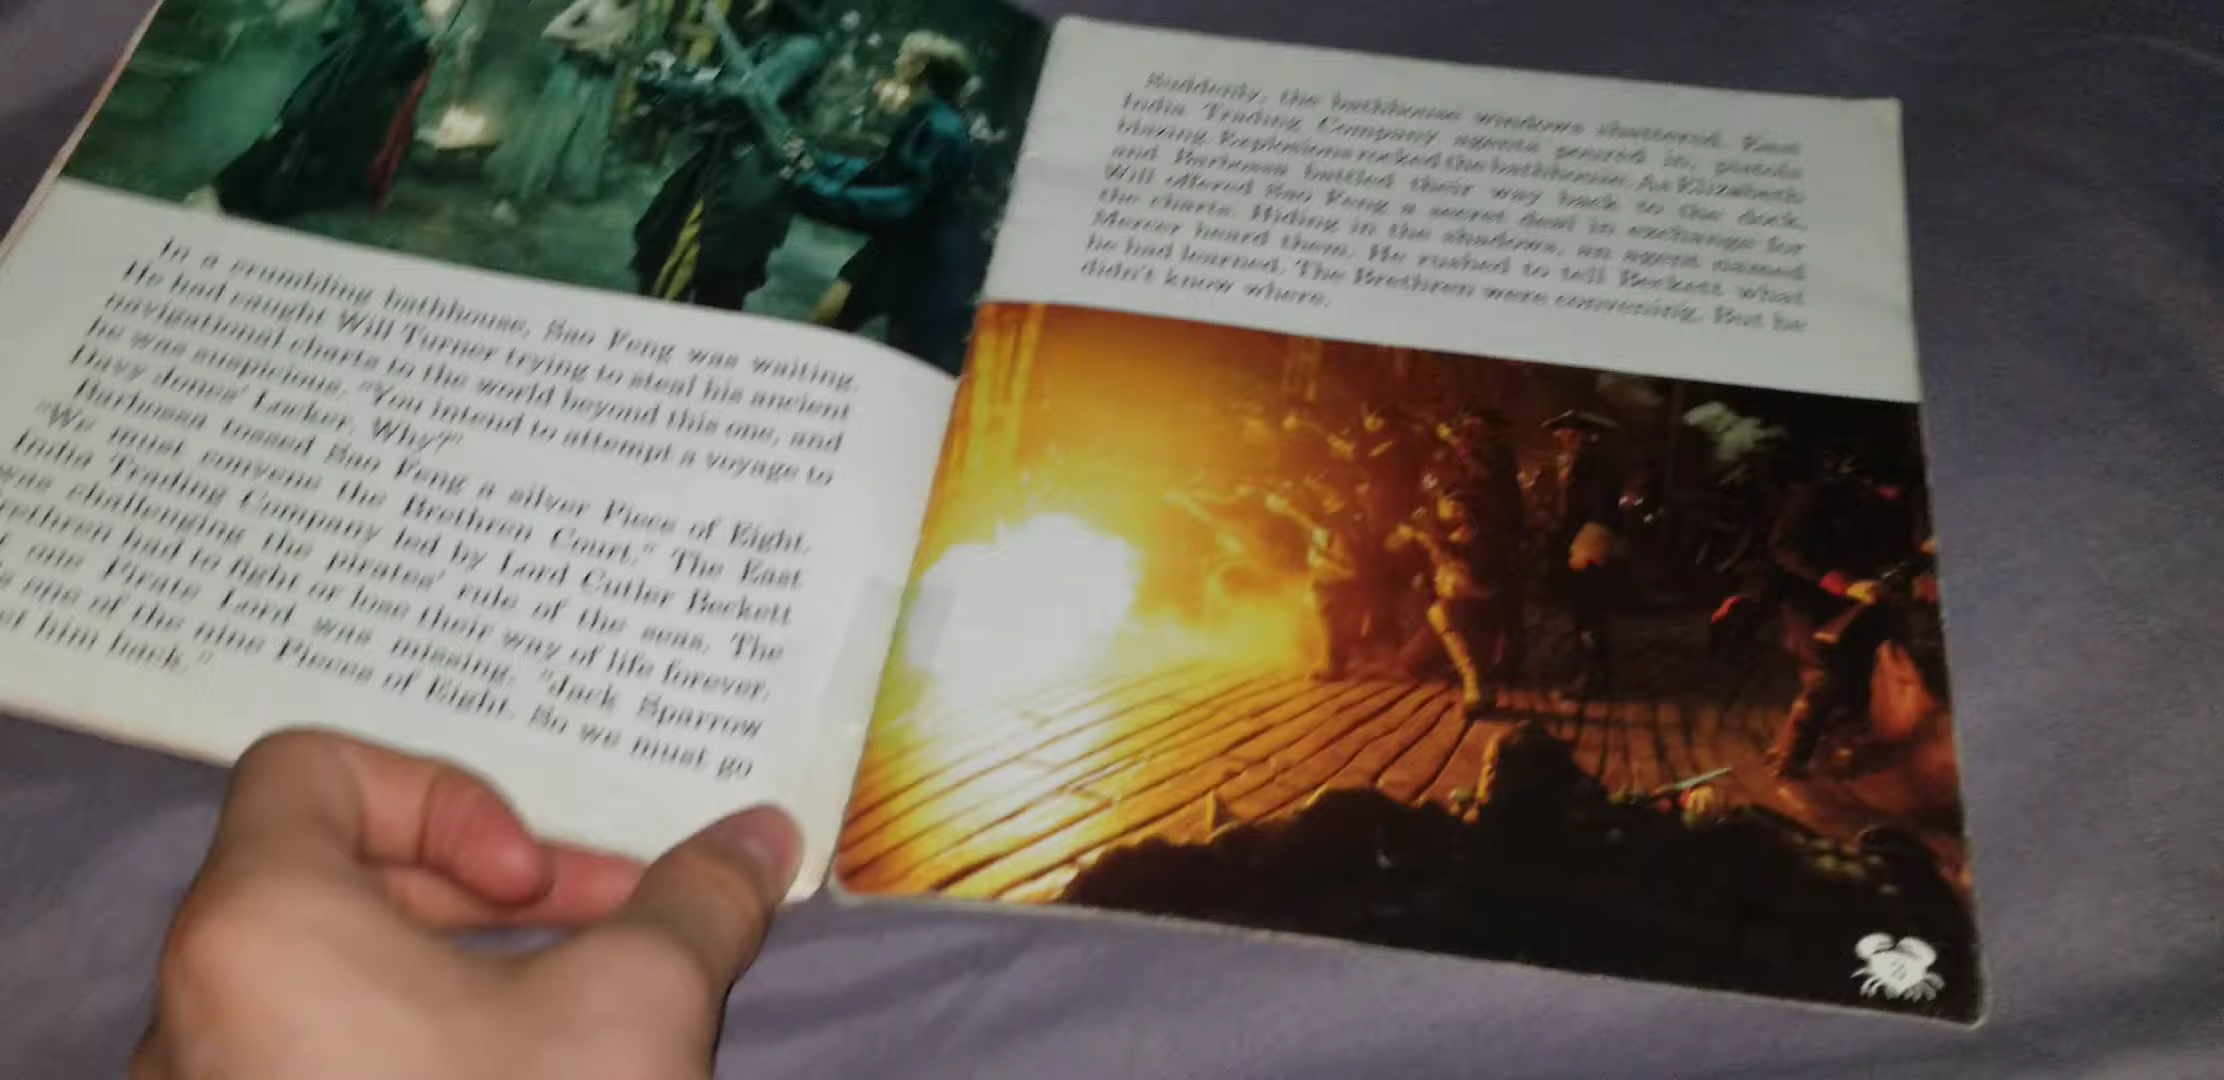 In a crumbling bathhouse, Sao Feng was waiting.
He had caught Will Turner trying to steal his ancient
navigational charts to the world beyond this one, and
he was suspicious. "You intend to attempt a voyage to
Davy Jones' Locker. Why?"
Barbossa tossed Sao Feng a silver Piece of Eight.
"We must convene the Brethren Court." The East
India Trading Company led by Lord Cutler Beckett
was challenging the pirates' rule of the seas. The
rethren had to fight or lose their way of life forever.
one Pirate Lord was missing. "Jack Sparrow
one of the nine Pieces of Eight. So we must go
him back."
Suddenly, the bathhouse windows shattered. East
India Trading Company agents poured in, pistols
blazing. Explosions rocked the bathhouse. As Elizabeth
and Barbossa battled their way back to the dock,
Will offered Sao Feng a secret deal in exchange for
the charts. Hiding in the shadows, an agent named
Mercer heard them. He rushed to tell Beckett what
he had learned. The Brethren were convening. But he
didn't know where.